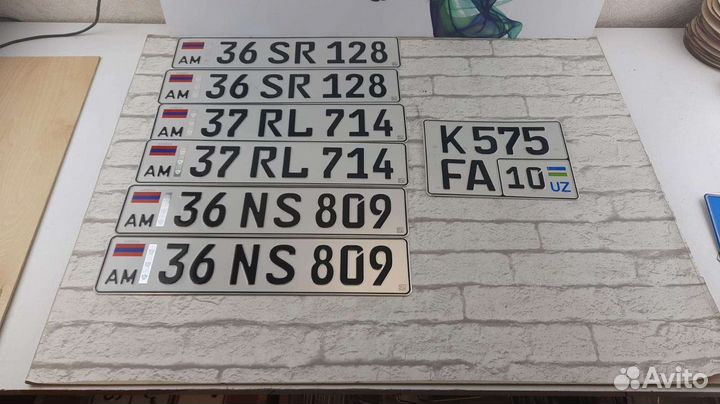 AM 36 SR 128
AM 36 SR 128
AM 37 RL 714
AM 37 RL 714
AM 36 NS 809
AM 36 NS 809
K 575
FA 10 UZ
Avito